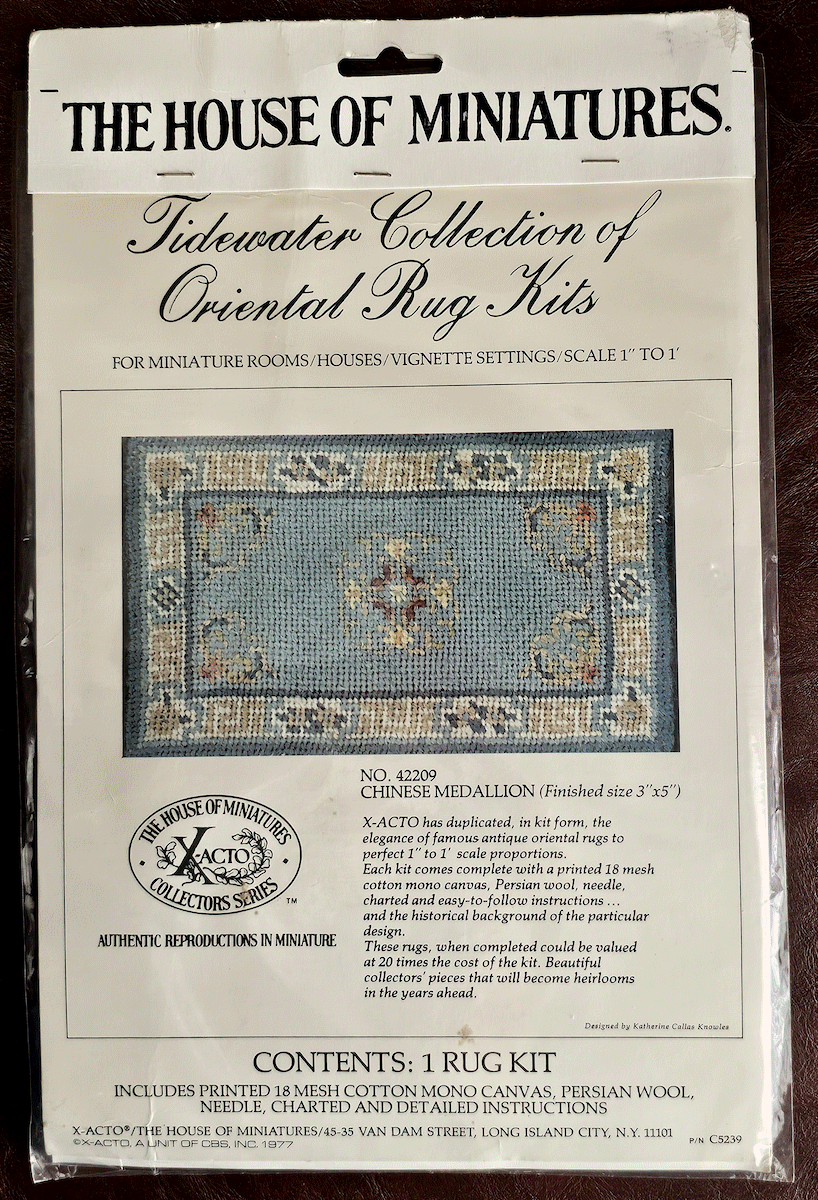 THE HOUSE OF MINIATURES®
Tidewater Collection of
Oriental Rug Kits
FOR MINIATURE ROOMS/HOUSES/VIGNETTE SETTINGS/SCALE 1" TO 1'
NO. 42209
CHINESE MEDALLION (Finished size 3"x5")
X-ACTO has duplicated, in kit form, the
elegance of famous antique oriental rugs to
perfect 1" to 1' scale proportions.
Each kit comes complete with a printed 18 mesh
cotton mono canvas, Persian wool, needle,
charted and easy-to-follow instructions ...
and the historical background of the particular
design.
These rugs, when completed could be valued
at 20 times the cost of the kit. Beautiful
collectors' pieces that will become heirlooms
in the years ahead.
THE HOUSE OF MINIATURES
X-ACTO
COLLECTORS SERIES
TM
AUTHENTIC REPRODUCTIONS IN MINIATURE
Designed by Katherine Callas Knowles
CONTENTS: 1 RUG KIT
INCLUDES PRINTED 18 MESH COTTON MONO CANVAS, PERSIAN WOOL,
NEEDLE, CHARTED AND DETAILED INSTRUCTIONS
X-ACTO®/THE HOUSE OF MINIATURES/45-35 VAN DAM STREET, LONG ISLAND CITY, N.Y. 11101
©X-ACTO, A UNIT OF CBS, INC. 1977
P/N C5239